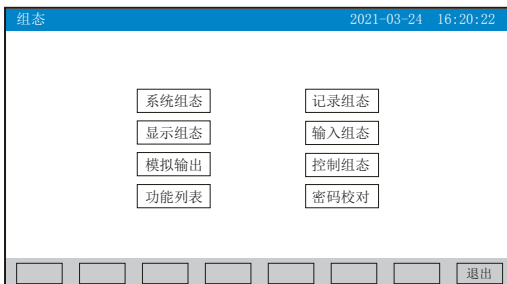 组态 2021-03-24 16:20:22
系统组态 记录组态
显示组态 输入组态
模拟输出 控制组态
功能列表 密码校对
退出